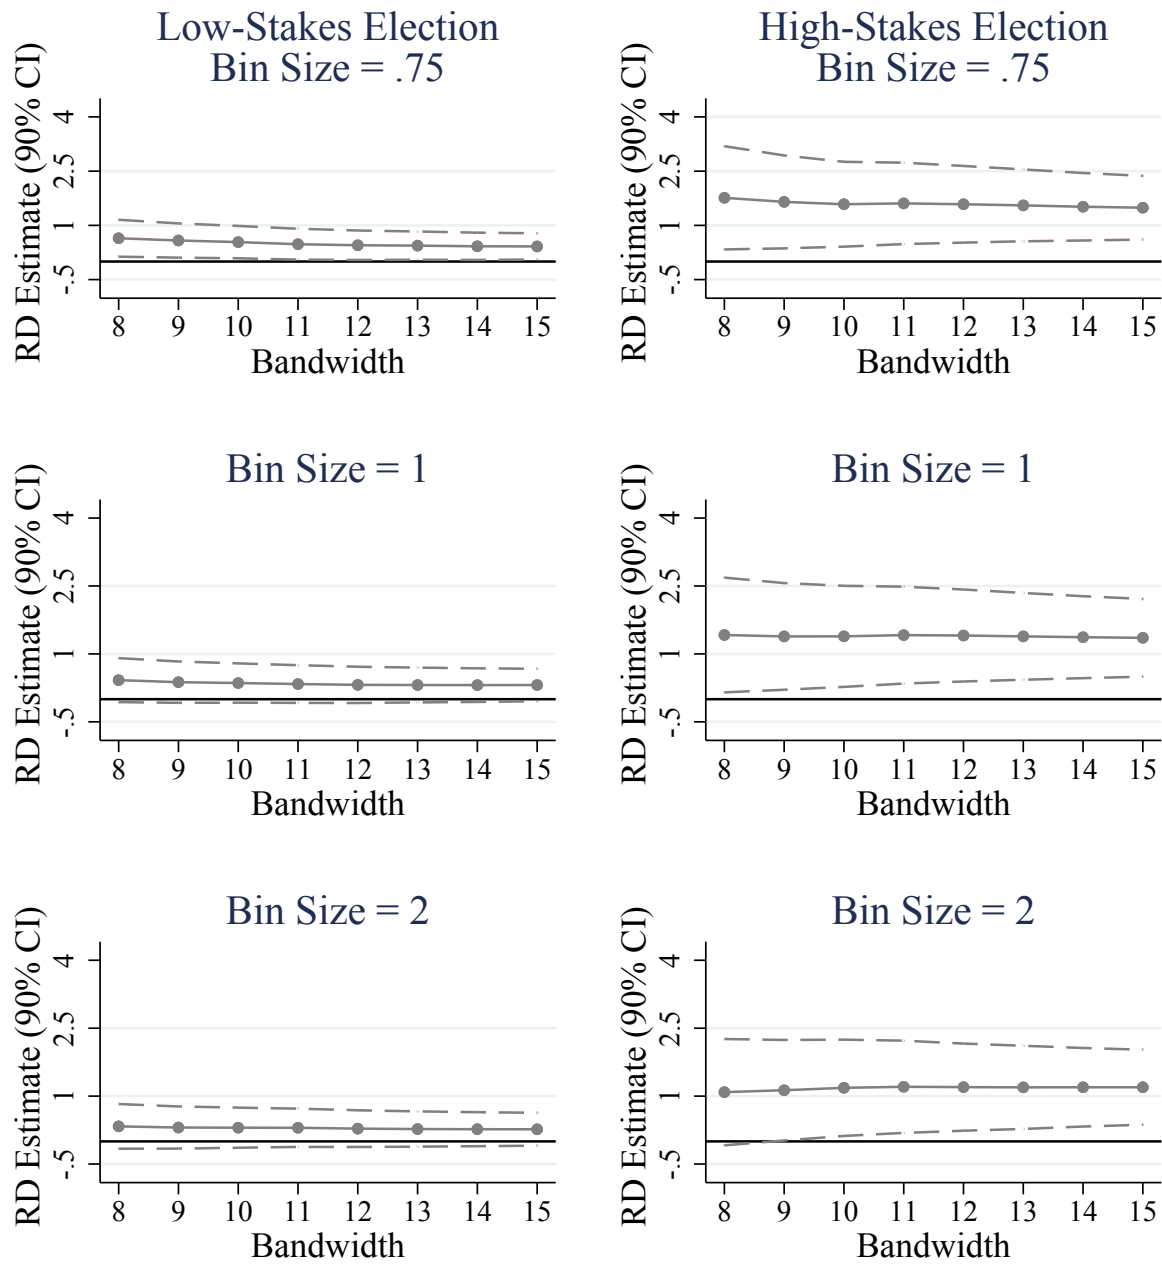 Low-Stakes Election
Bin Size = .75
RD Estimate (90% CI)
4
2.5
1
-.5
8 9 10 11 12 13 14 15
Bandwidth
High-Stakes Election
Bin Size = .75
RD Estimate (90% CI)
4
2.5
1
-.5
8 9 10 11 12 13 14 15
Bandwidth
Bin Size = 1
RD Estimate (90% CI)
4
2.5
1
-.5
8 9 10 11 12 13 14 15
Bandwidth
Bin Size = 1
RD Estimate (90% CI)
4
2.5
1
-.5
8 9 10 11 12 13 14 15
Bandwidth
Bin Size = 2
RD Estimate (90% CI)
4
2.5
1
-.5
8 9 10 11 12 13 14 15
Bandwidth
Bin Size = 2
RD Estimate (90% CI)
4
2.5
1
-.5
8 9 10 11 12 13 14 15
Bandwidth